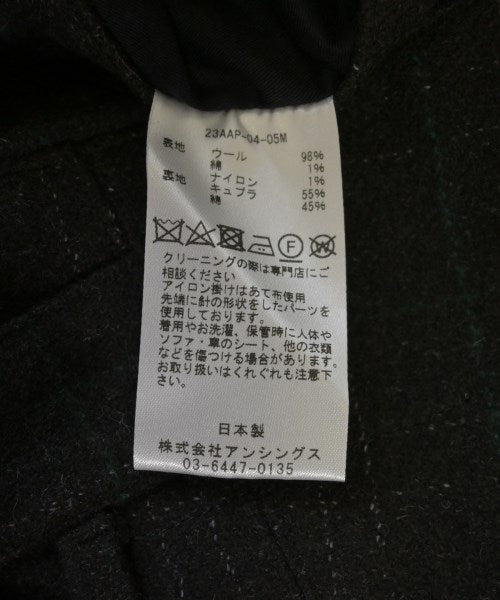 23AAP-04-05M
表地 ウール 98%
綿 1%
裏地 ナイロン 1%
キュプラ 55%
綿 45%
F W
クリーニングの際は専門店にご
相談ください
アイロン掛けはあて布使用
先端に針の形状をしたパーツを
使用しております。
着用やお洗濯、保管時に人体や
ソファ・車のシート、他の衣類
などを傷つける場合があります。
お取り扱いはくれぐれも注意下
さい。
日本製
株式会社アンシングス
03-6447-0135